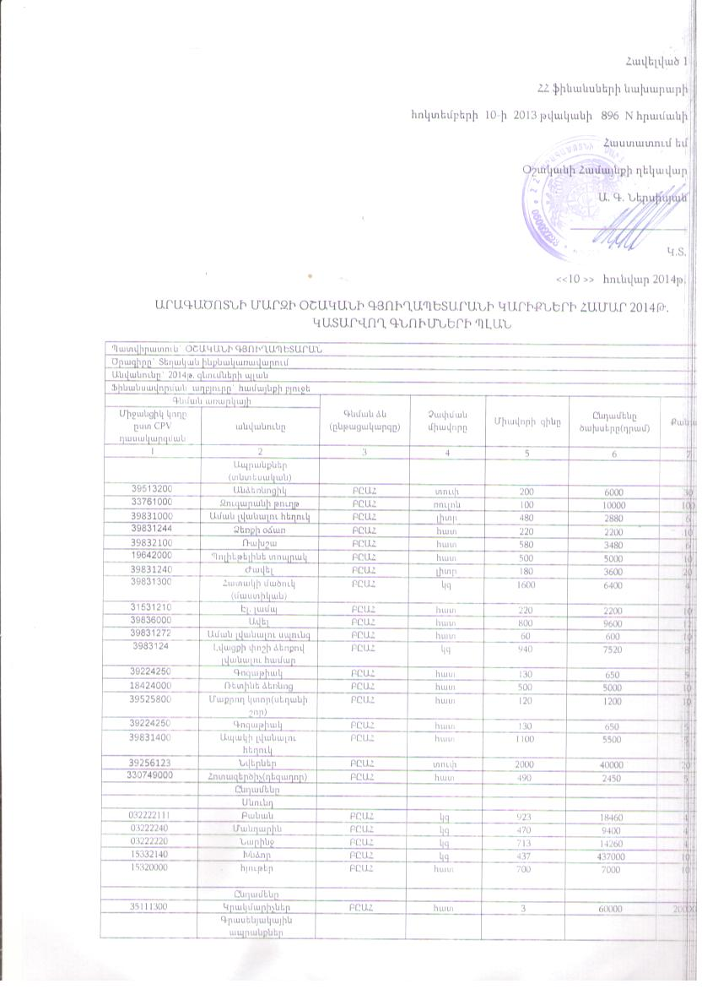 Հավելված 1
ՀՀ ֆինանսների նախարարի
հոկտեմբերի 10-ի 2013 թվականի 896 N հրամանի
Հաստատում եմ
Օշականի Համայնքի ղեկավար
Ա. Գ. Ներսիսյան
Կ.Տ.
<<10 >> հունվար 2014թ.
ԱՐԱԳԱԾՈՏՆԻ ՄԱՐԶԻ ՕՇԱԿԱՆԻ ԳՅՈՒՂԱՊԵՏԱՐԱՆԻ ԿԱՐԻՔՆԵՐԻ ՀԱՄԱՐ 2014Թ.
ԿԱՏԱՐՎՈՂ ԳՆՈՒՄՆԵՐԻ ՊԼԱՆ
Պատվիրատուն՝ ՕՇԱԿԱՆԻ ԳՅՈՒՂԱՊԵՏԱՐԱՆ
Ծրագիրը՝ Տեղական ինքնակառավարում
Անվանումը՝ 2014թ. գնումների պլան
Ֆինանսավորման աղբյուրը՝ համայնքի բյուջե
Գնման առարկայի
Միջանցիկ կոդը ըստ CPV դասակարգման
անվանումը
Գնման ձև (ընթացակարգը)
Չափման միավորը
Միավորի գինը
Ընդամենը ծախսերը(դրամ)
1 2 3 4 5 6 7
Ապրանքներ
(տնտեսական)
39513200 Անձեռոցիկ ԲԸԱՀ տուփ 200 6000 30
33761000 Զուգարանի թուղթ ԲԸԱՀ ռուլոն 100 10000 100
39831000 Աման լվանալու հեղուկ ԲԸԱՀ լիտր 480 2880 6
39831244 Ձեռքի օճառ ԲԸԱՀ հատ 220 2200 10
39832100 Ռախշա ԲԸԱՀ հատ 580 3480 6
19642000 Պոլիէթելինե տոպրակ ԲԸԱՀ հատ 500 5000 10
39831240 Ժավել ԲԸԱՀ լիտր 180 3600 20
39831300 Հատակի մածուկ ԲԸԱՀ կգ 1600 6400 4
(մաստիկան)
31531210 Էլ. լամպ ԲԸԱՀ հատ 220 2200 10
39836000 Ավել ԲԸԱՀ հատ 800 9600 12
39831272 Աման լվանալու սպունգ ԲԸԱՀ հատ 60 600 10
3983124 Լվացքի փոշի ձեռքով ԲԸԱՀ կգ 940 7520 8
լվանալու համար
39224250 Գոգաթիակ ԲԸԱՀ հատ 130 650 5
18424000 Ռետինե ձեռնոց ԲԸԱՀ հատ 500 5000 10
39525800 Մաքրող կտոր(սեղանի ԲԸԱՀ հատ 120 1200 10
շոր)
39224250 Գոգաթիակ ԲԸԱՀ հատ 130 650 5
39831400 Ապակի լվանալու ԲԸԱՀ հատ 1100 5500 5
հեղուկ
39256123 Նվերներ ԲԸԱՀ տուփ 2000 40000 20
330749000 Հոտազերծիչ(դեզադոր) ԲԸԱՀ հատ 490 2450 5
Ընդամենը
Սնունդ
032222111 Բանան ԲԸԱՀ կգ 923 18460
03222240 Մանդարին ԲԸԱՀ կգ 470 9400
03222220 Նարինջ ԲԸԱՀ կգ 713 14260
15332140 Խնձոր ԲԸԱՀ կգ 437 437000 10
15320000 հյութեր ԲԸԱՀ հատ 700 7000 10
Ընդամենը
35111300 Կրակմարիչներ ԲԸԱՀ հատ 3 60000
Գրասենյակային
ապրանքներ